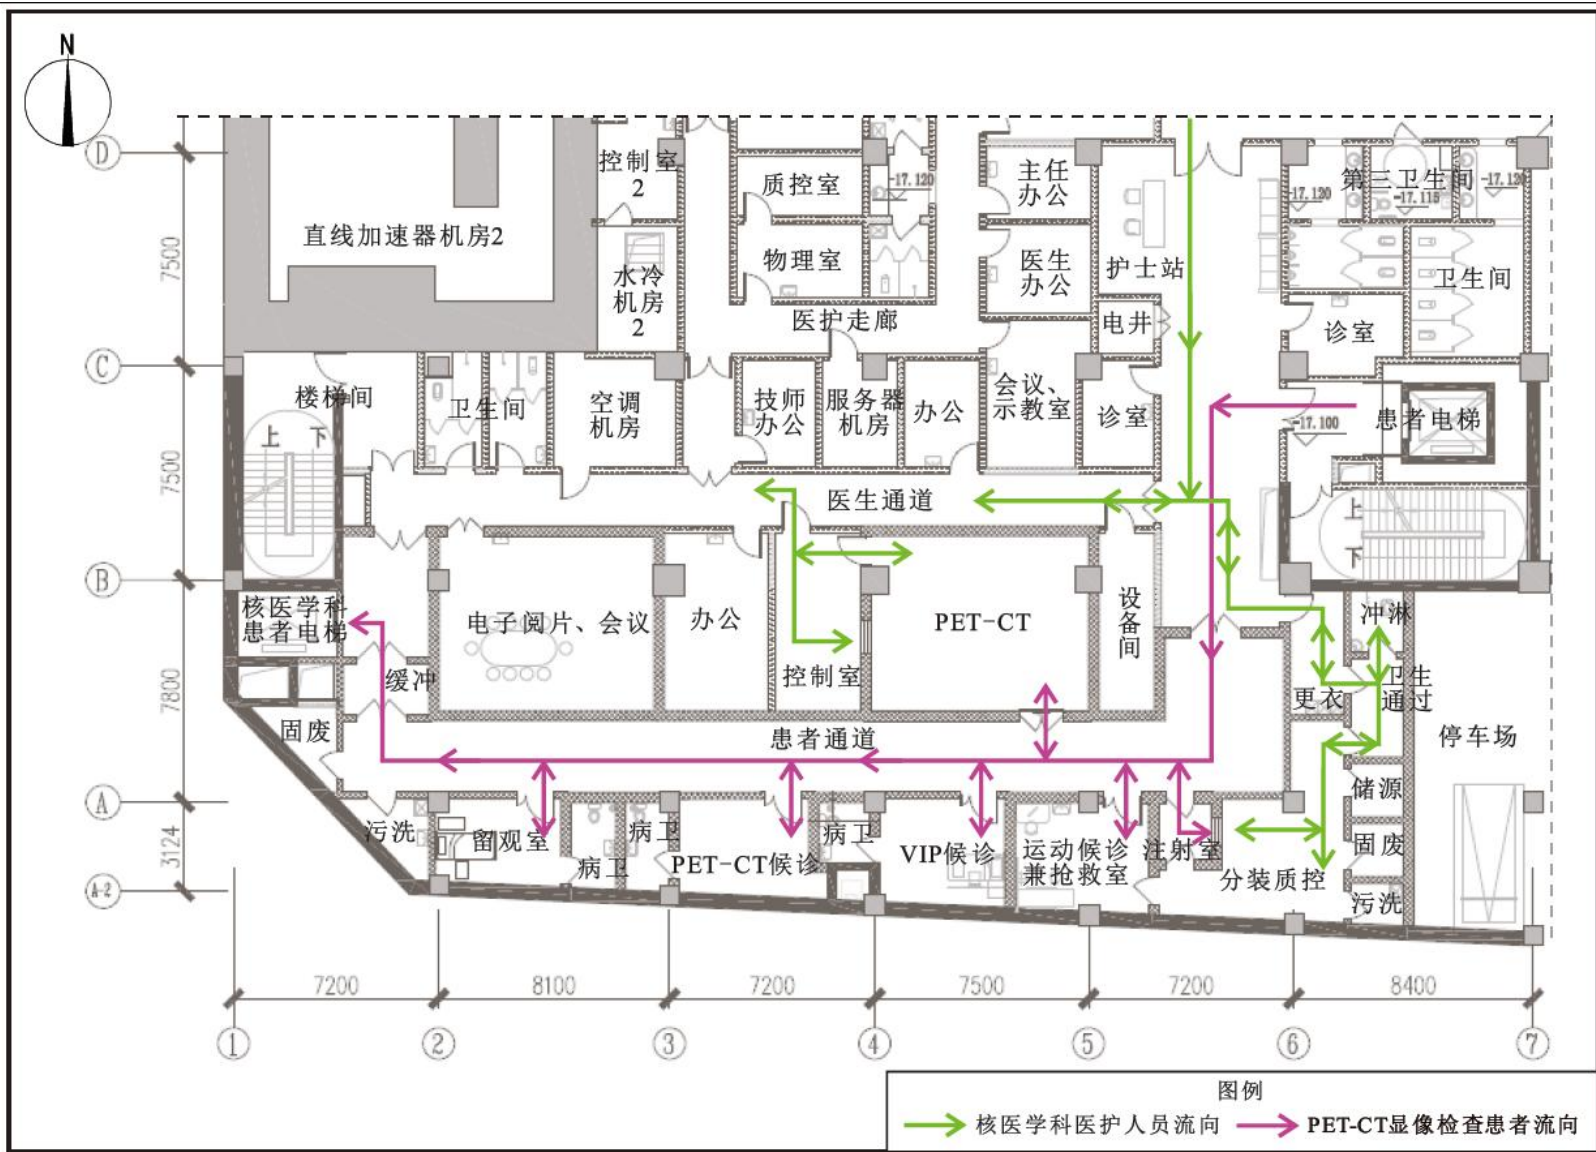 N
D
控制室
2
质控室
-17.120
主任
办公
-17.120
第三卫生间
-17.115
-17.120
直线加速器机房2
7500
水冷
机房
2
物理室
医生
办公
护士站
卫生间
医护走廊
电井
诊室
C
楼梯间
上
下
卫生间
空调
机房
技师
办公
服务器
机房
办公
会议、
示教室
诊室
患者电梯
-17.100
7500
医生通道
上
下
B
核医学科
患者电梯
电子阅片、会议
办公
PET-CT
设备间
冲淋
缓冲
控制室
更衣
卫生
通过
7800
固废
患者通道
停车场
A
污洗
留观室
病卫
病卫
PET-CT候诊
病卫
VIP候诊
运动候诊
兼抢救室
注射室
分装质控
储源
固废
污洗
3124
A-2
7200
8100
7200
7500
7200
8400
1
2
3
4
5
6
7
图例
核医学科医护人员流向
PET-CT显像检查患者流向